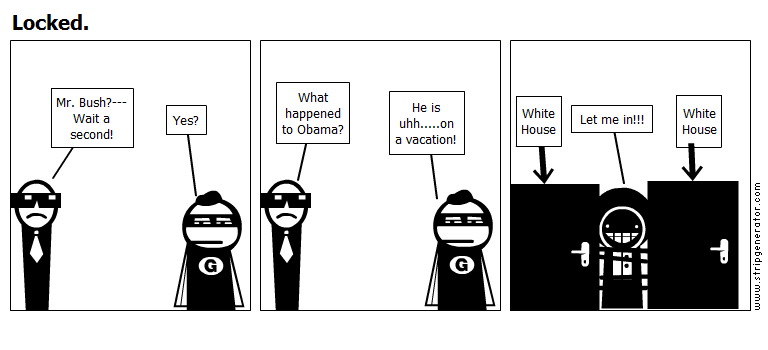 Locked.
Mr. Bush?---
Wait a
second!
Yes?
G
What
happened
to Obama?
He is
uhh.....on
a vacation!
G
White
House
Let me in!!!
White
House
www.stripgenerator.com